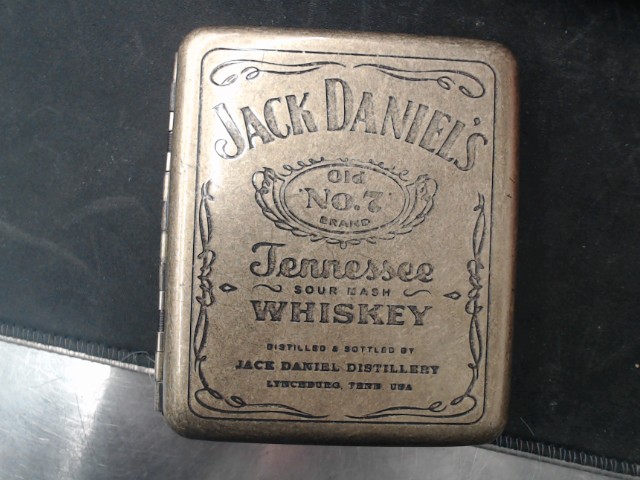 JACK DANIEL'S
Old
No. 7
BRAND
Tennessee
SOUR MASH
WHISKEY
DISTILLED & BOTTLED BY
JACK DANIEL DISTILLERY
LYNCHBURG, TENN USA